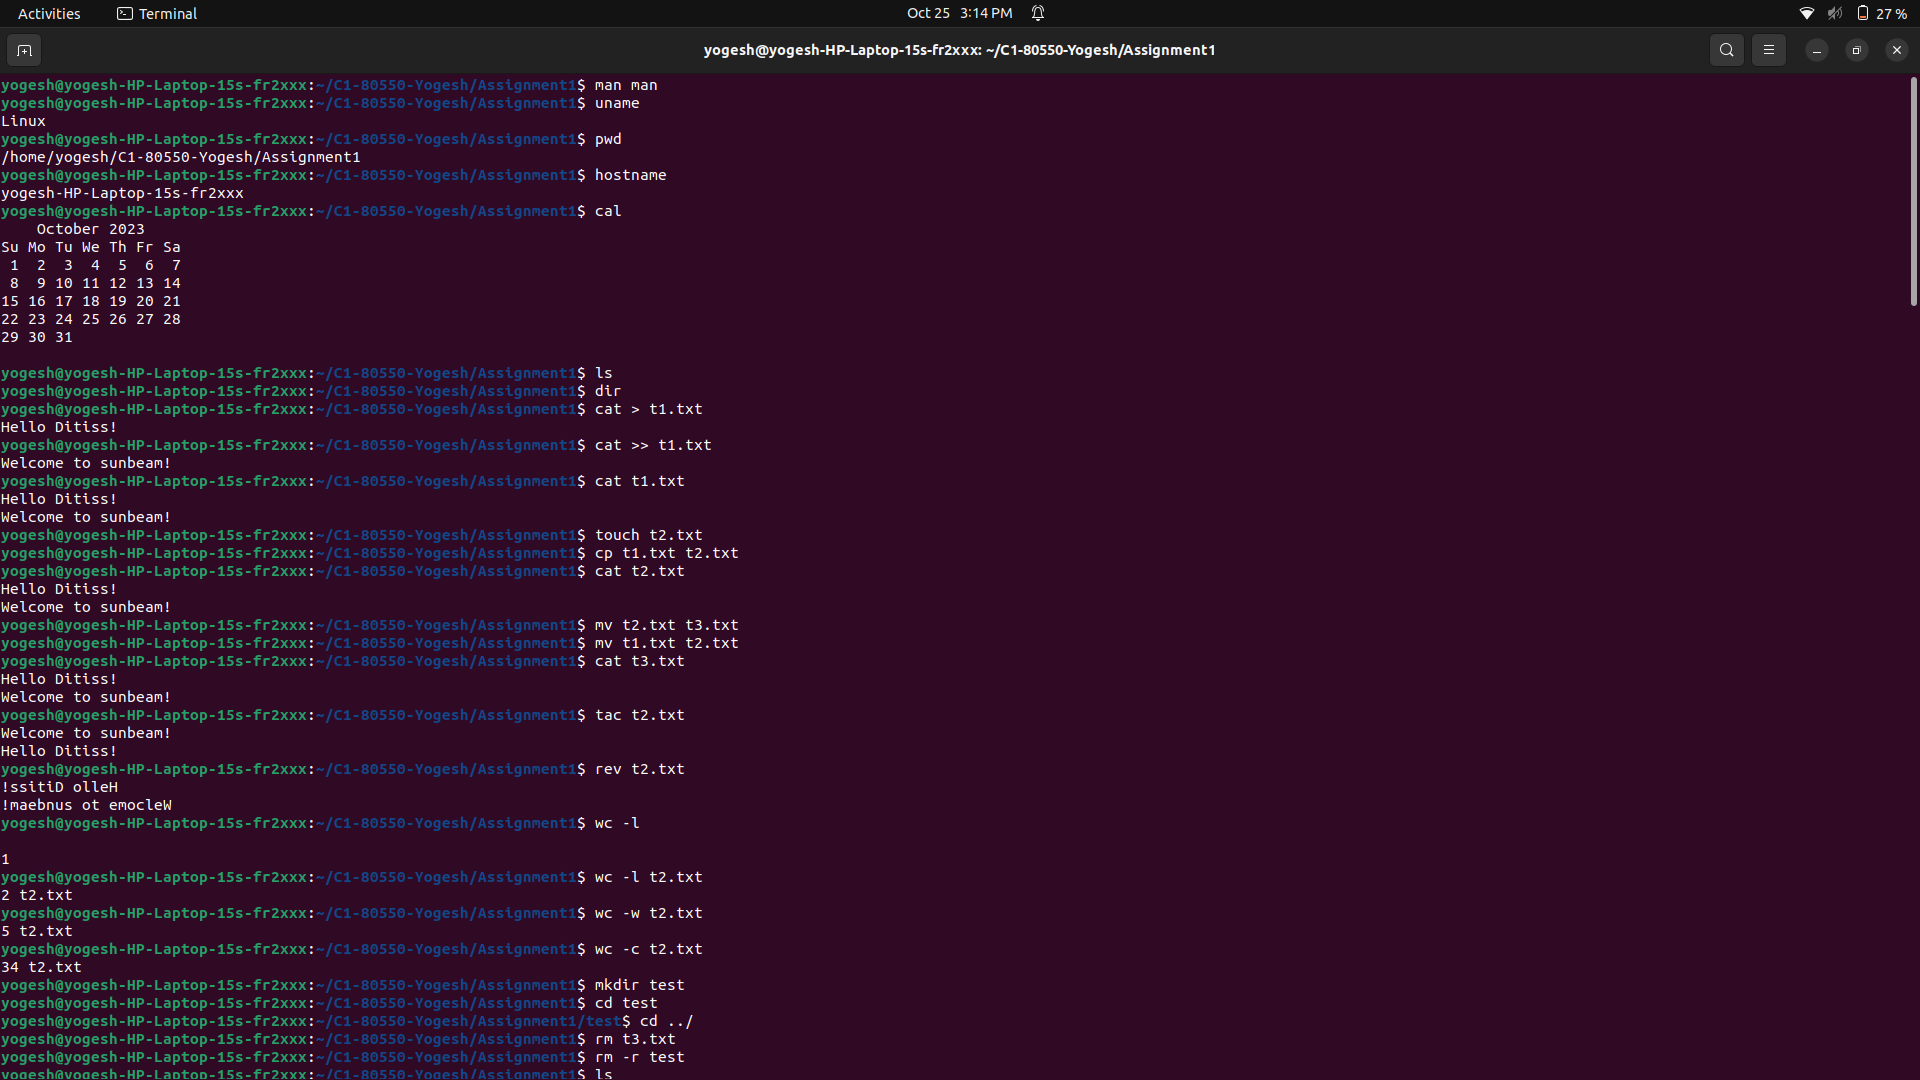 Activities Terminal Oct 25 3:14 PM 27 %
yogesh@yogesh-HP-Laptop-15s-fr2xxx: ~/C1-80550-Yogesh/Assignment1
yogesh@yogesh-HP-Laptop-15s-fr2xxx:~/C1-80550-Yogesh/Assignment1$ man man
yogesh@yogesh-HP-Laptop-15s-fr2xxx:~/C1-80550-Yogesh/Assignment1$ uname
Linux
yogesh@yogesh-HP-Laptop-15s-fr2xxx:~/C1-80550-Yogesh/Assignment1$ pwd
/home/yogesh/C1-80550-Yogesh/Assignment1
yogesh@yogesh-HP-Laptop-15s-fr2xxx:~/C1-80550-Yogesh/Assignment1$ hostname
yogesh-HP-Laptop-15s-fr2xxx
yogesh@yogesh-HP-Laptop-15s-fr2xxx:~/C1-80550-Yogesh/Assignment1$ cal
    October 2023
Su Mo Tu We Th Fr Sa
 1  2  3  4  5  6  7
 8  9 10 11 12 13 14
15 16 17 18 19 20 21
22 23 24 25 26 27 28
29 30 31
yogesh@yogesh-HP-Laptop-15s-fr2xxx:~/C1-80550-Yogesh/Assignment1$ ls
yogesh@yogesh-HP-Laptop-15s-fr2xxx:~/C1-80550-Yogesh/Assignment1$ dir
yogesh@yogesh-HP-Laptop-15s-fr2xxx:~/C1-80550-Yogesh/Assignment1$ cat > t1.txt
Hello Ditiss!
yogesh@yogesh-HP-Laptop-15s-fr2xxx:~/C1-80550-Yogesh/Assignment1$ cat >> t1.txt
Welcome to sunbeam!
yogesh@yogesh-HP-Laptop-15s-fr2xxx:~/C1-80550-Yogesh/Assignment1$ cat t1.txt
Hello Ditiss!
Welcome to sunbeam!
yogesh@yogesh-HP-Laptop-15s-fr2xxx:~/C1-80550-Yogesh/Assignment1$ touch t2.txt
yogesh@yogesh-HP-Laptop-15s-fr2xxx:~/C1-80550-Yogesh/Assignment1$ cp t1.txt t2.txt
yogesh@yogesh-HP-Laptop-15s-fr2xxx:~/C1-80550-Yogesh/Assignment1$ cat t2.txt
Hello Ditiss!
Welcome to sunbeam!
yogesh@yogesh-HP-Laptop-15s-fr2xxx:~/C1-80550-Yogesh/Assignment1$ mv t2.txt t3.txt
yogesh@yogesh-HP-Laptop-15s-fr2xxx:~/C1-80550-Yogesh/Assignment1$ mv t1.txt t2.txt
yogesh@yogesh-HP-Laptop-15s-fr2xxx:~/C1-80550-Yogesh/Assignment1$ cat t3.txt
Hello Ditiss!
Welcome to sunbeam!
yogesh@yogesh-HP-Laptop-15s-fr2xxx:~/C1-80550-Yogesh/Assignment1$ tac t2.txt
Welcome to sunbeam!
Hello Ditiss!
yogesh@yogesh-HP-Laptop-15s-fr2xxx:~/C1-80550-Yogesh/Assignment1$ rev t2.txt
!ssitiD olleH
!maebnus ot emocleW
yogesh@yogesh-HP-Laptop-15s-fr2xxx:~/C1-80550-Yogesh/Assignment1$ wc -l
1
yogesh@yogesh-HP-Laptop-15s-fr2xxx:~/C1-80550-Yogesh/Assignment1$ wc -l t2.txt
2 t2.txt
yogesh@yogesh-HP-Laptop-15s-fr2xxx:~/C1-80550-Yogesh/Assignment1$ wc -w t2.txt
5 t2.txt
yogesh@yogesh-HP-Laptop-15s-fr2xxx:~/C1-80550-Yogesh/Assignment1$ wc -c t2.txt
34 t2.txt
yogesh@yogesh-HP-Laptop-15s-fr2xxx:~/C1-80550-Yogesh/Assignment1$ mkdir test
yogesh@yogesh-HP-Laptop-15s-fr2xxx:~/C1-80550-Yogesh/Assignment1$ cd test
yogesh@yogesh-HP-Laptop-15s-fr2xxx:~/C1-80550-Yogesh/Assignment1/test$ cd ../
yogesh@yogesh-HP-Laptop-15s-fr2xxx:~/C1-80550-Yogesh/Assignment1$ rm t3.txt
yogesh@yogesh-HP-Laptop-15s-fr2xxx:~/C1-80550-Yogesh/Assignment1$ rm -r test
yogesh@yogesh-HP-Laptop-15s-fr2xxx:~/C1-80550-Yogesh/Assignment1$ ls